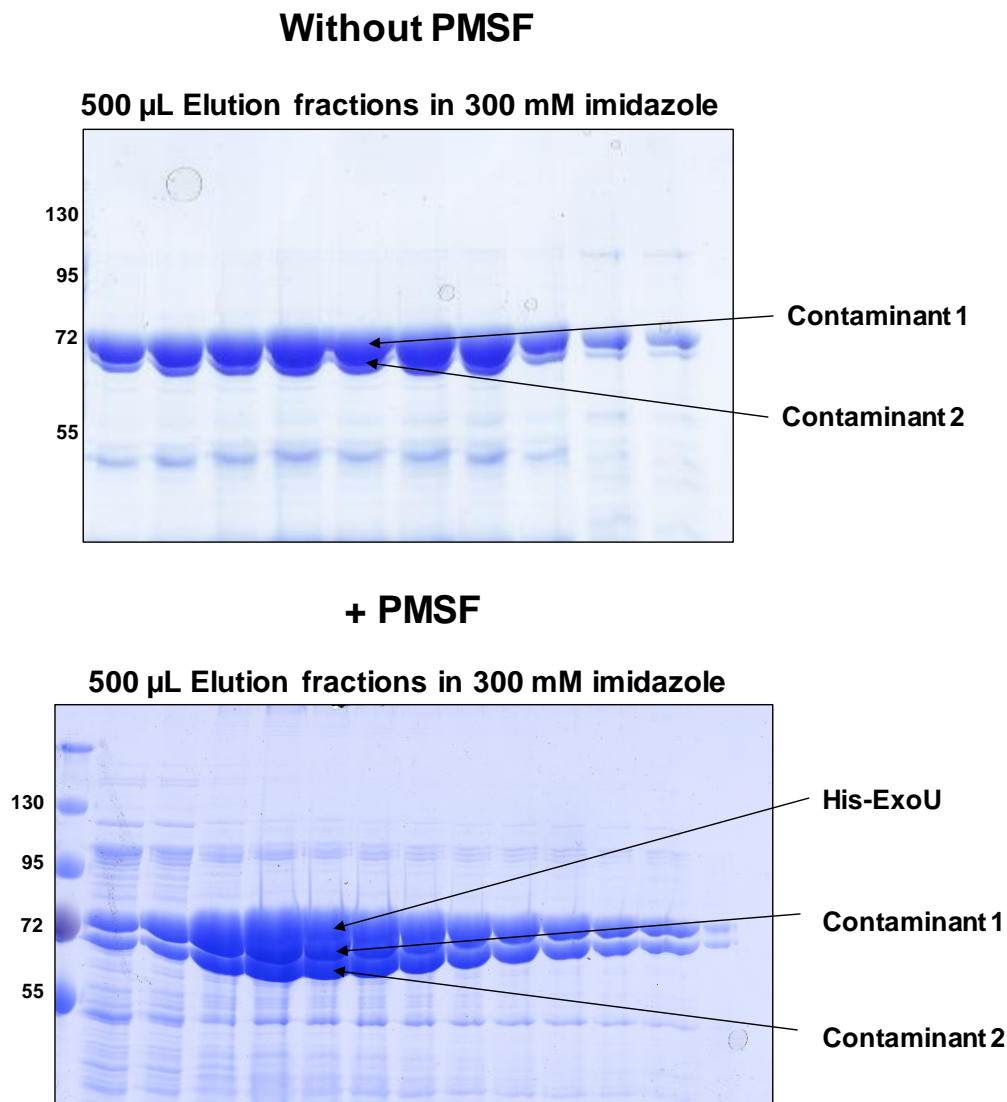 Without PMSF
500 µL Elution fractions in 300 mM imidazole
130
95
72
55
Contaminant 1
Contaminant 2
+ PMSF
500 µL Elution fractions in 300 mM imidazole
130
95
72
55
His-ExoU
Contaminant 1
Contaminant 2